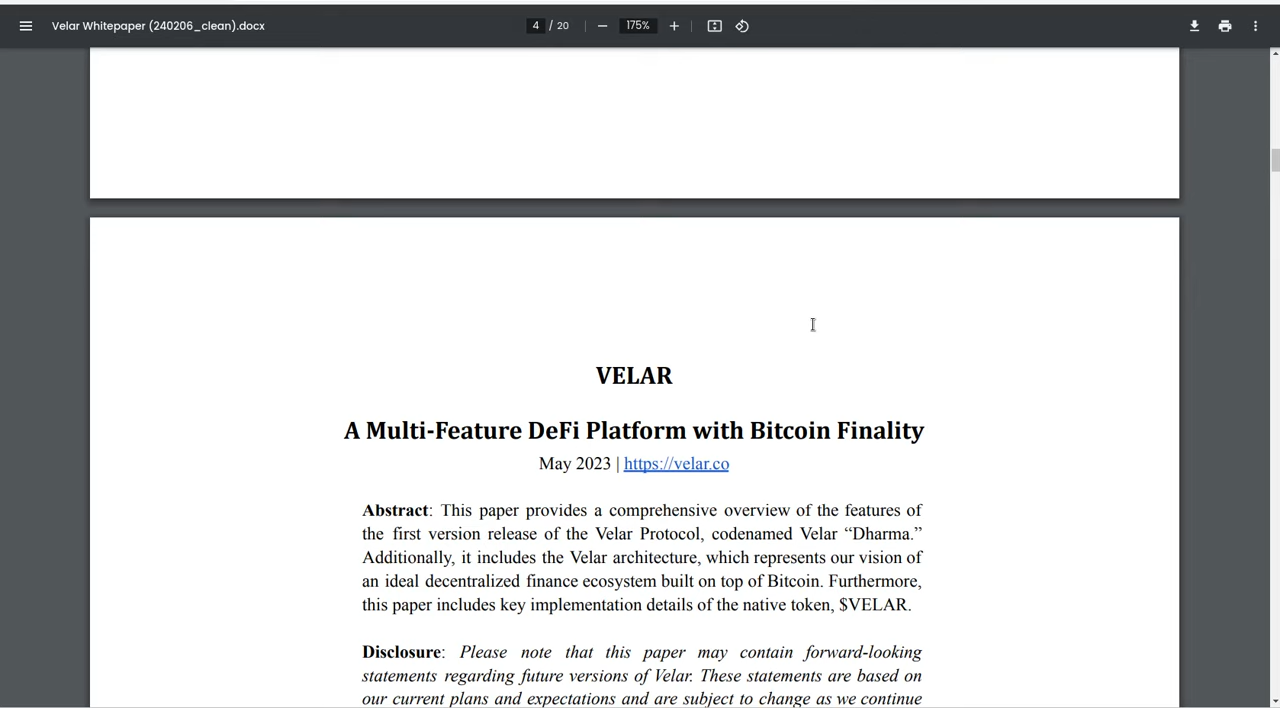 Velar Whitepaper (240206_clean).docx
4 / 20
175%
VELAR
A Multi-Feature DeFi Platform with Bitcoin Finality
May 2023 | https://velar.co
Abstract: This paper provides a comprehensive overview of the features of
the first version release of the Velar Protocol, codenamed Velar “Dharma.”
Additionally, it includes the Velar architecture, which represents our vision of
an ideal decentralized finance ecosystem built on top of Bitcoin. Furthermore,
this paper includes key implementation details of the native token, $VELAR.
Disclosure: Please note that this paper may contain forward-looking
statements regarding future versions of Velar. These statements are based on
our current plans and expectations and are subject to change as we continue